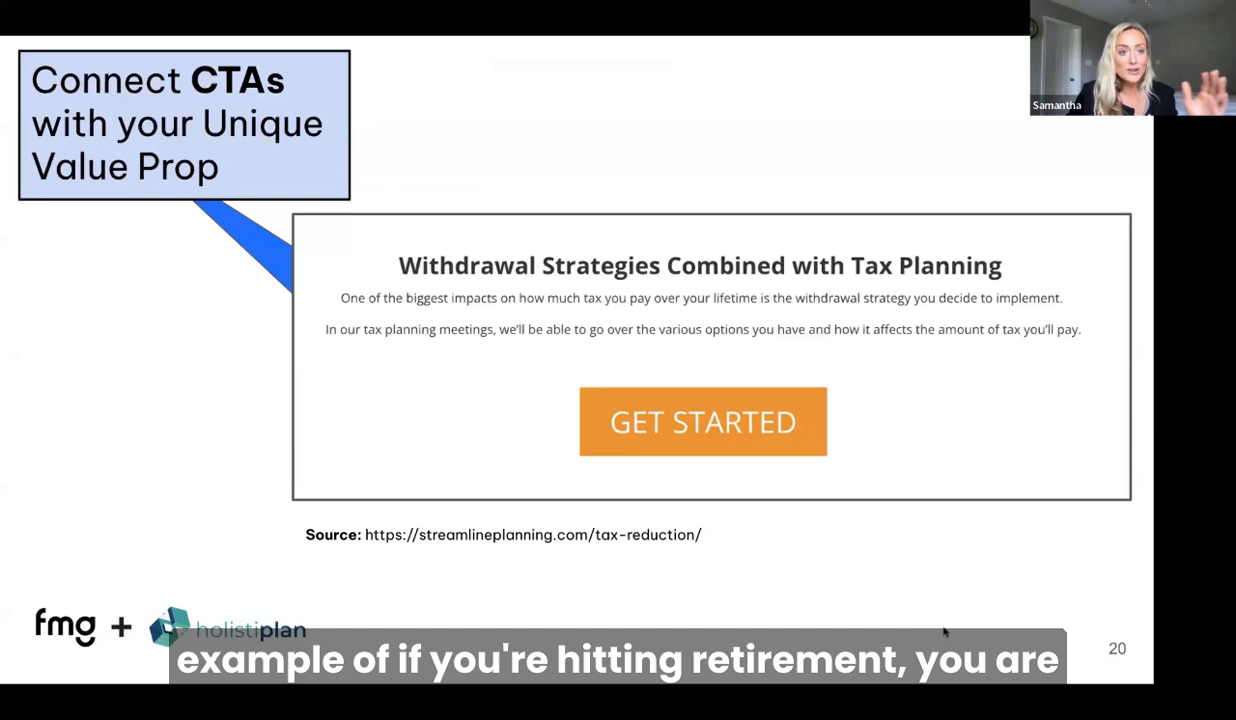 Connect CTAs
with your Unique
Value Prop
Samantha
Withdrawal Strategies Combined with Tax Planning
One of the biggest impacts on how much tax you pay over your lifetime is the withdrawal strategy you decide to implement.
In our tax planning meetings, we'll be able to go over the various options you have and how it affects the amount of tax you'll pay.
GET STARTED
Source: https://streamlineplanning.com/tax-reduction/
fmg + holistiplan
20
example of if you're hitting retirement, you are